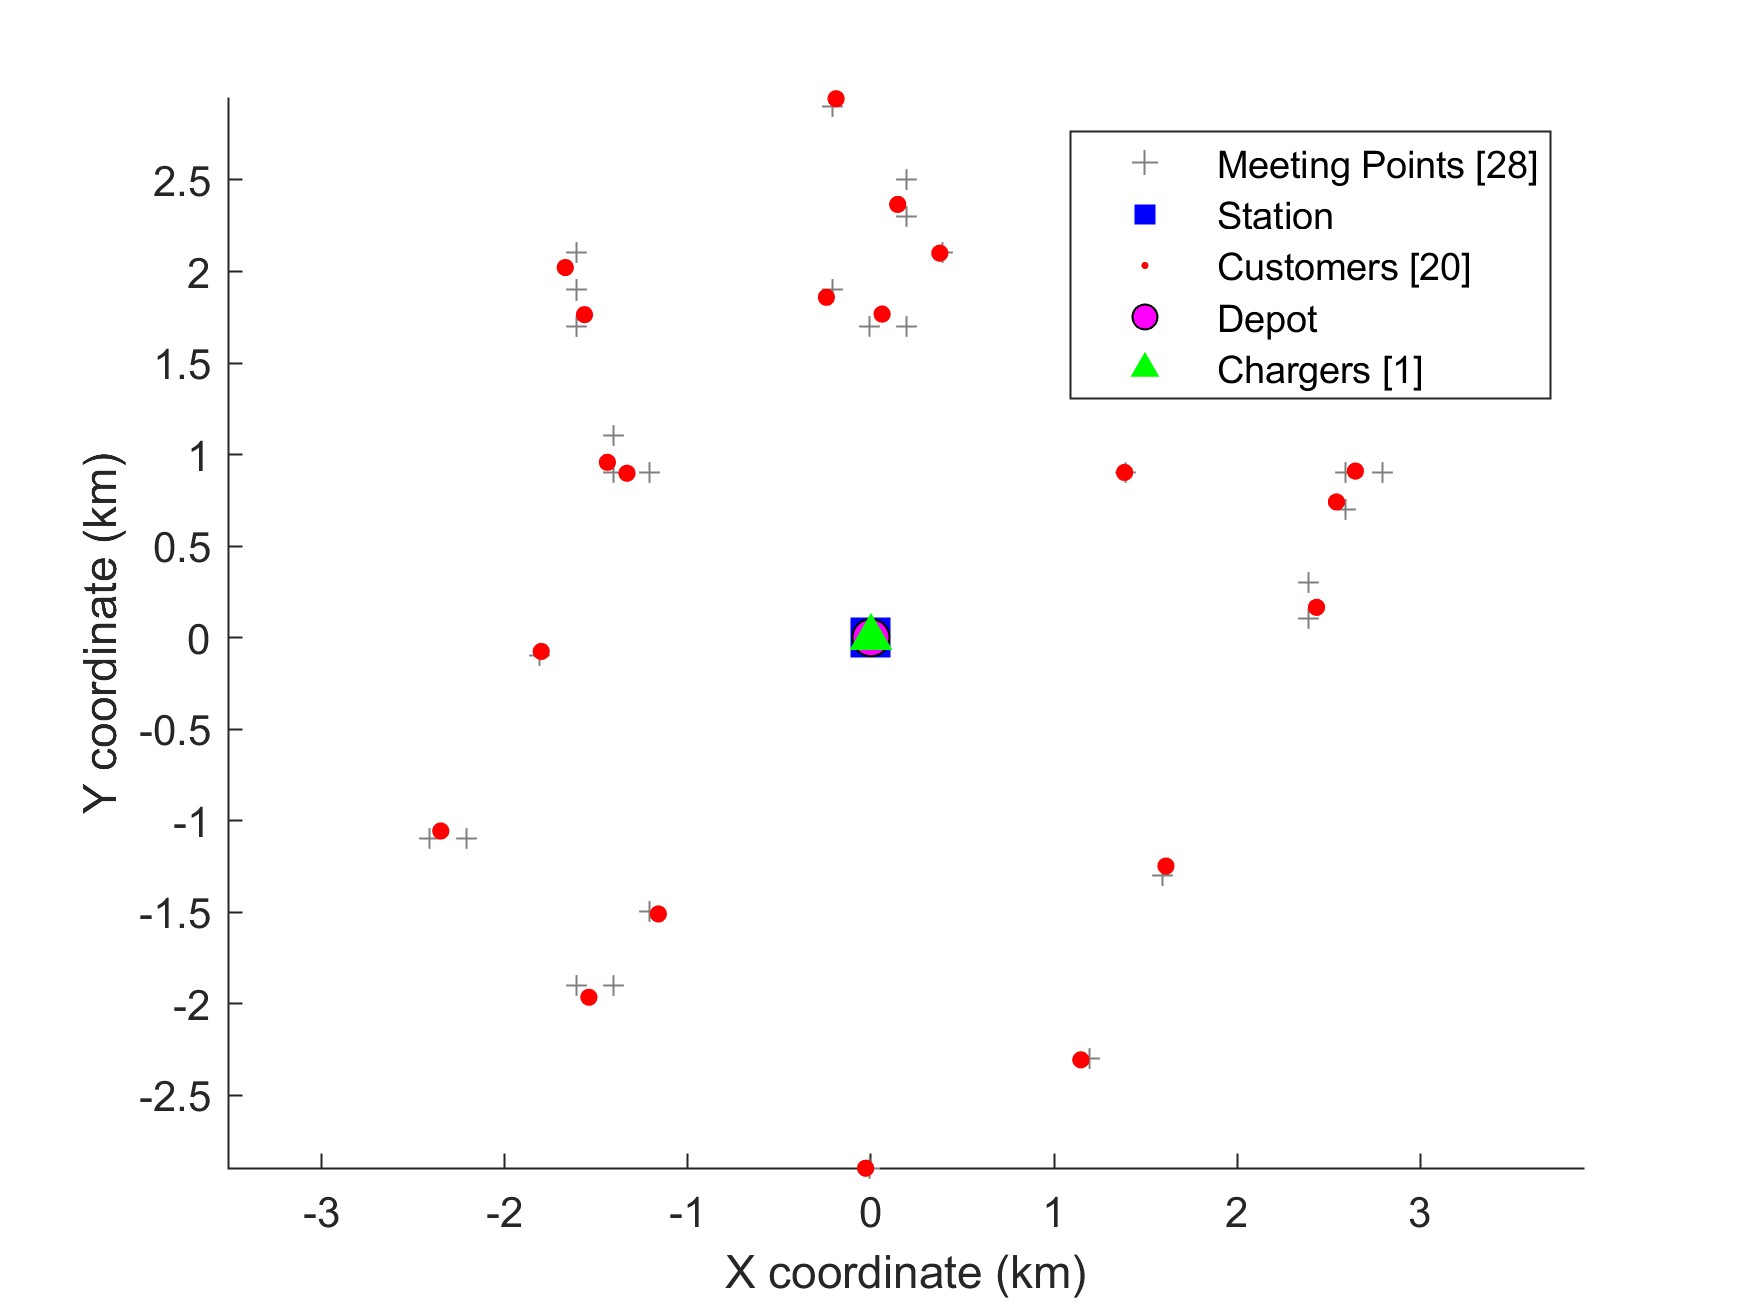 Meeting Points [28]
Station
Customers [20]
Depot
Chargers [1]
2.5
2
1.5
1
0.5
0
-0.5
-1
-1.5
-2
-2.5
Y coordinate (km)
-3 -2 -1 0 1 2 3
X coordinate (km)